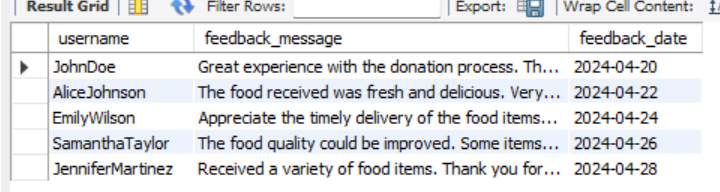 Result Grid Filter Rows: Export: Wrap Cell Content:
username feedback_message feedback_date
JohnDoe Great experience with the donation process. Th... 2024-04-20
AliceJohnson The food received was fresh and delicious. Very... 2024-04-22
EmilyWilson Appreciate the timely delivery of the food items... 2024-04-24
SamanthaTaylor The food quality could be improved. Some items... 2024-04-26
JenniferMartinez Received a variety of food items. Thank you for... 2024-04-28